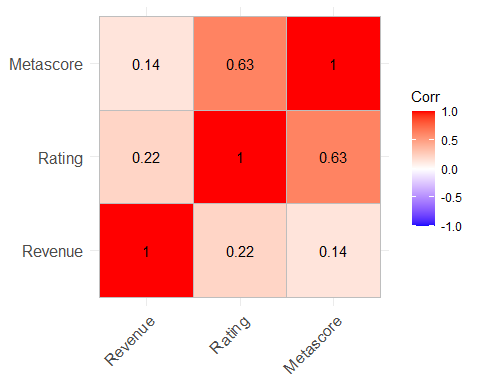 Metascore
0.14
0.63
1
Rating
0.22
1
0.63
Revenue
1
0.22
0.14
Revenue
Rating
Metascore
Corr
1.0
0.5
0.0
-0.5
-1.0